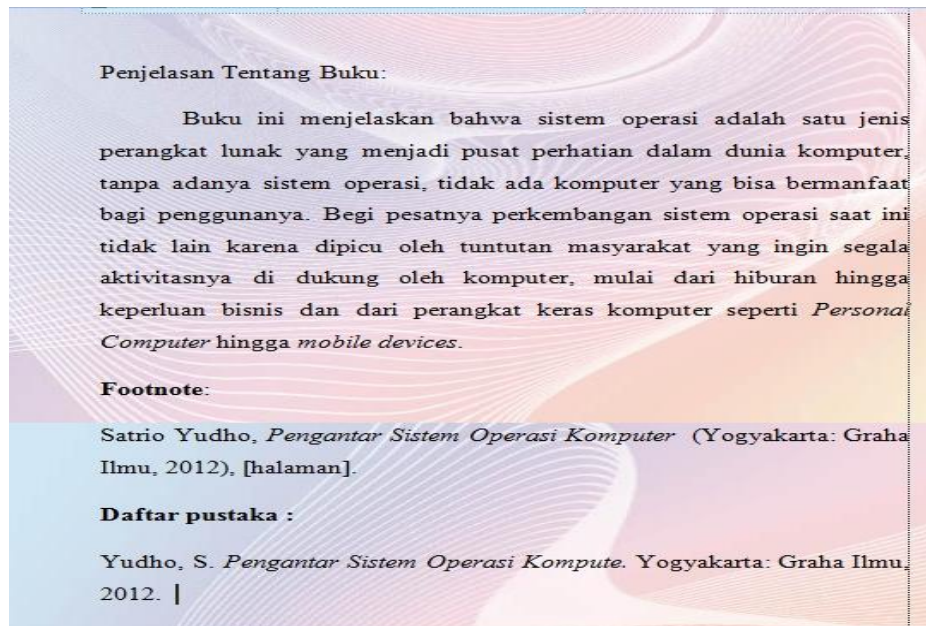 Penjelasan Tentang Buku:
Buku ini menjelaskan bahwa sistem operasi adalah satu jenis
perangkat lunak yang menjadi pusat perhatian dalam dunia komputer,
tanpa adanya sistem operasi, tidak ada komputer yang bisa bermanfaat
bagi penggunanya. Begi pesatnya perkembangan sistem operasi saat ini
tidak lain karena dipicu oleh tuntutan masyarakat yang ingin segala
aktivitasnya di dukung oleh komputer, mulai dari hiburan hingga
keperluan bisnis dan dari perangkat keras komputer seperti Personal
Computer hingga mobile devices.
Footnote:
Satrio Yudho, Pengantar Sistem Operasi Komputer (Yogyakarta: Graha
Ilmu, 2012), [halaman].
Daftar pustaka :
Yudho, S. Pengantar Sistem Operasi Kompute. Yogyakarta: Graha Ilmu,
2012.